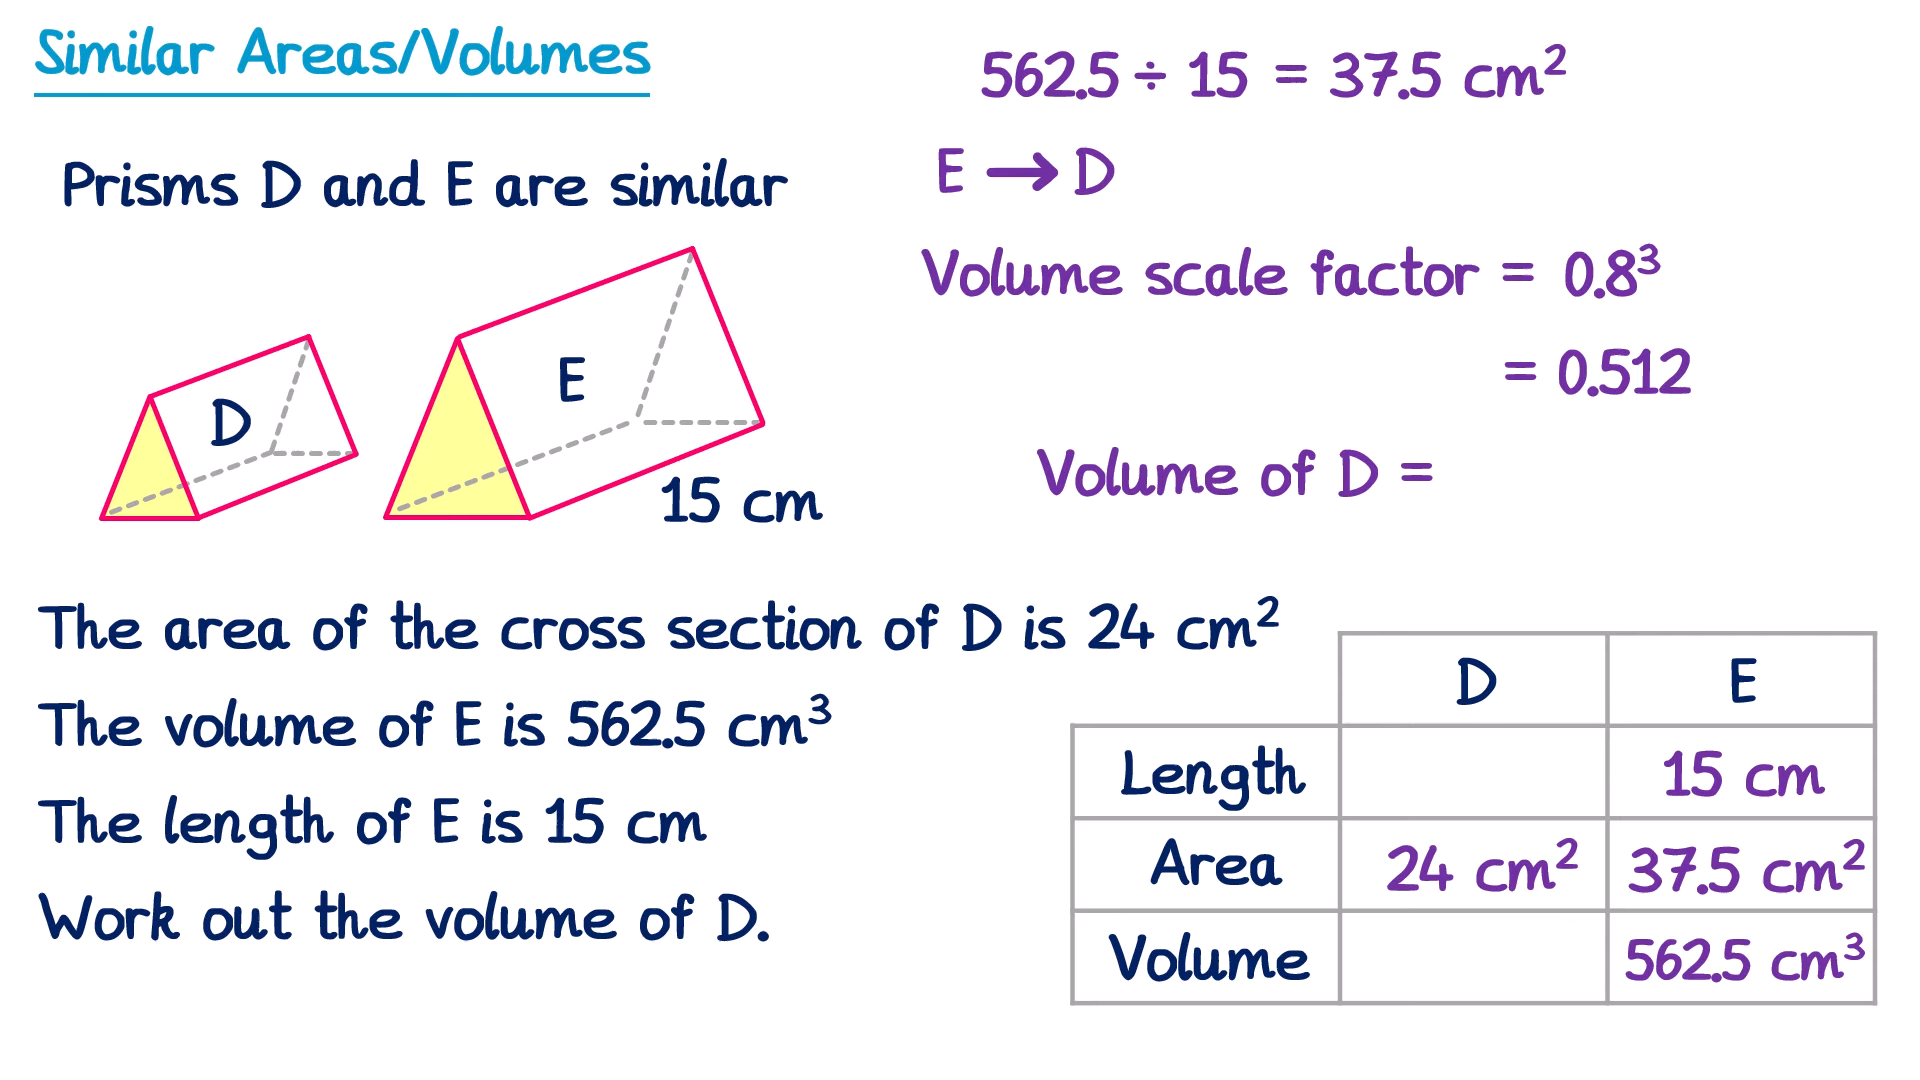 Similar Areas/Volumes
Prisms D and E are similar
D
E
15 cm
562.5 ÷ 15 = 37.5 cm²
E → D
Volume scale factor = 0.8³
= 0.512
Volume of D =
The area of the cross section of D is 24 cm²
The volume of E is 562.5 cm³
The length of E is 15 cm
Work out the volume of D.
D E
Length 15 cm
Area 24 cm² 37.5 cm²
Volume 562.5 cm³